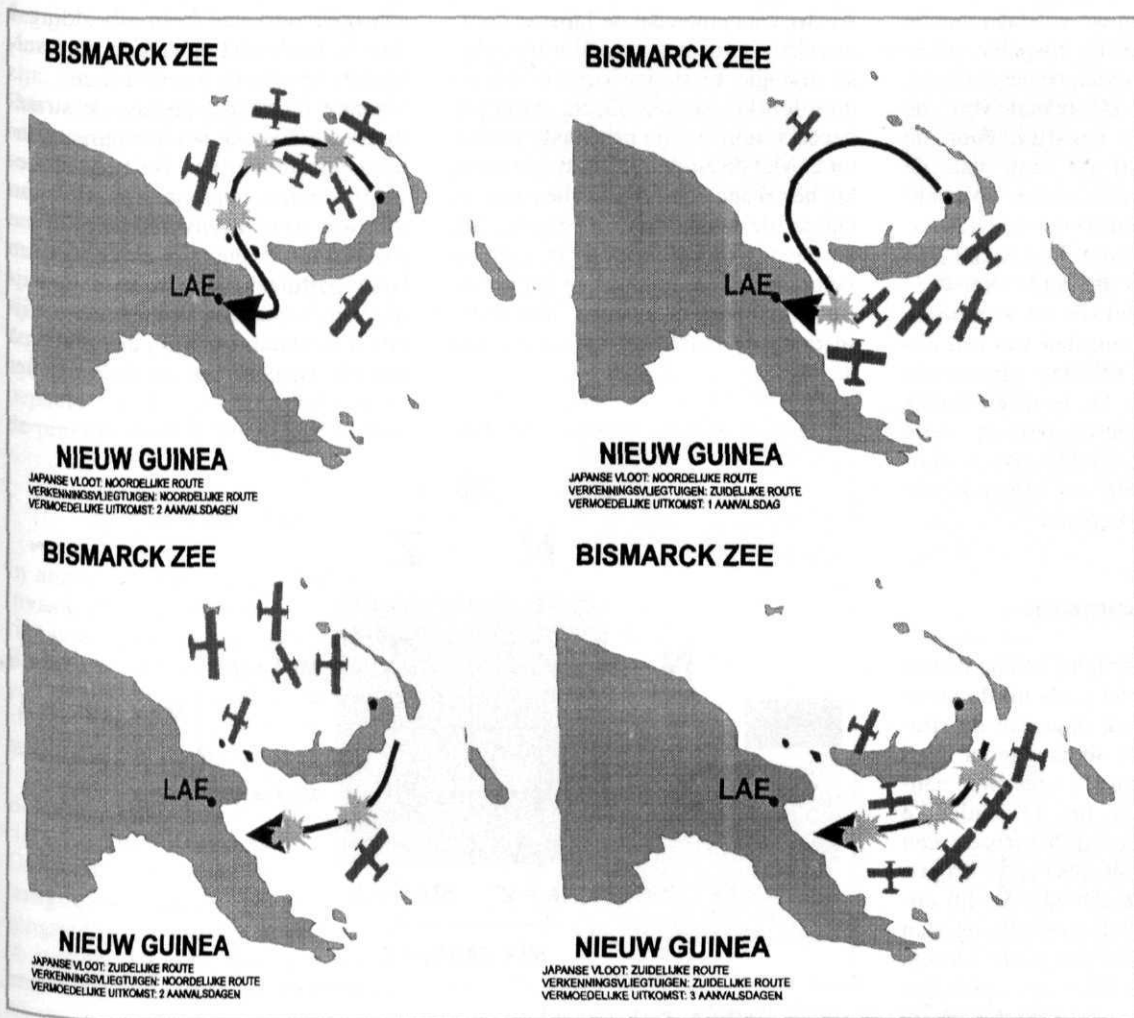 BISMARCK ZEE
LAE
NIEUW GUINEA
JAPANSE VLOOT: NOORDELIJKE ROUTE
VERKENNINGSVLIEGTUIGEN: NOORDELIJKE ROUTE
VERMOEDELIJKE UITKOMST: 2 AANVALSDAGEN
BISMARCK ZEE
LAE
NIEUW GUINEA
JAPANSE VLOOT: NOORDELIJKE ROUTE
VERKENNINGSVLIEGTUIGEN: ZUIDELIJKE ROUTE
VERMOEDELIJKE UITKOMST: 1 AANVALSDAG
BISMARCK ZEE
LAE
NIEUW GUINEA
JAPANSE VLOOT: ZUIDELIJKE ROUTE
VERKENNINGSVLIEGTUIGEN: NOORDELIJKE ROUTE
VERMOEDELIJKE UITKOMST: 2 AANVALSDAGEN
BISMARCK ZEE
LAE
NIEUW GUINEA
JAPANSE VLOOT: ZUIDELIJKE ROUTE
VERKENNINGSVLIEGTUIGEN: ZUIDELIJKE ROUTE
VERMOEDELIJKE UITKOMST: 3 AANVALSDAGEN